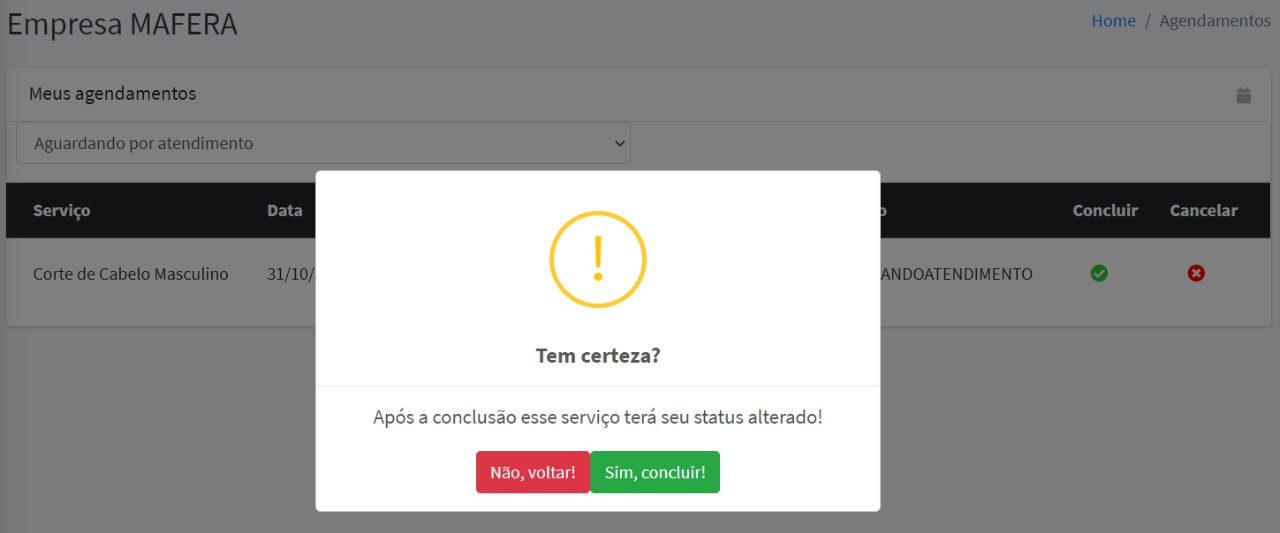 Empresa MAFERA
Home / Agendamentos
Meus agendamentos
Aguardando por atendimento
Serviço Data Concluir Cancelar
Corte de Cabelo Masculino 31/10/ ANDOATENDIMENTO
!
Tem certeza?
Após a conclusão esse serviço terá seu status alterado!
Não, voltar! Sim, concluir!